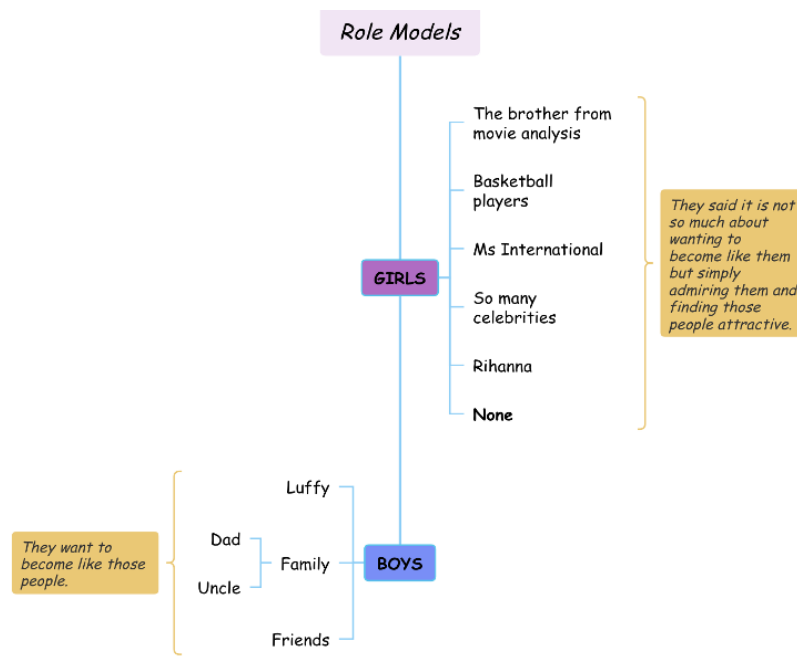 Role Models
GIRLS
The brother from
movie analysis
Basketball
players
Ms International
So many
celebrities
Rihanna
None
They said it is not
so much about
wanting to
become like them
but simply
admiring them and
finding those
people attractive.
BOYS
Luffy
Family
Dad
Uncle
Friends
They want to
become like those
people.